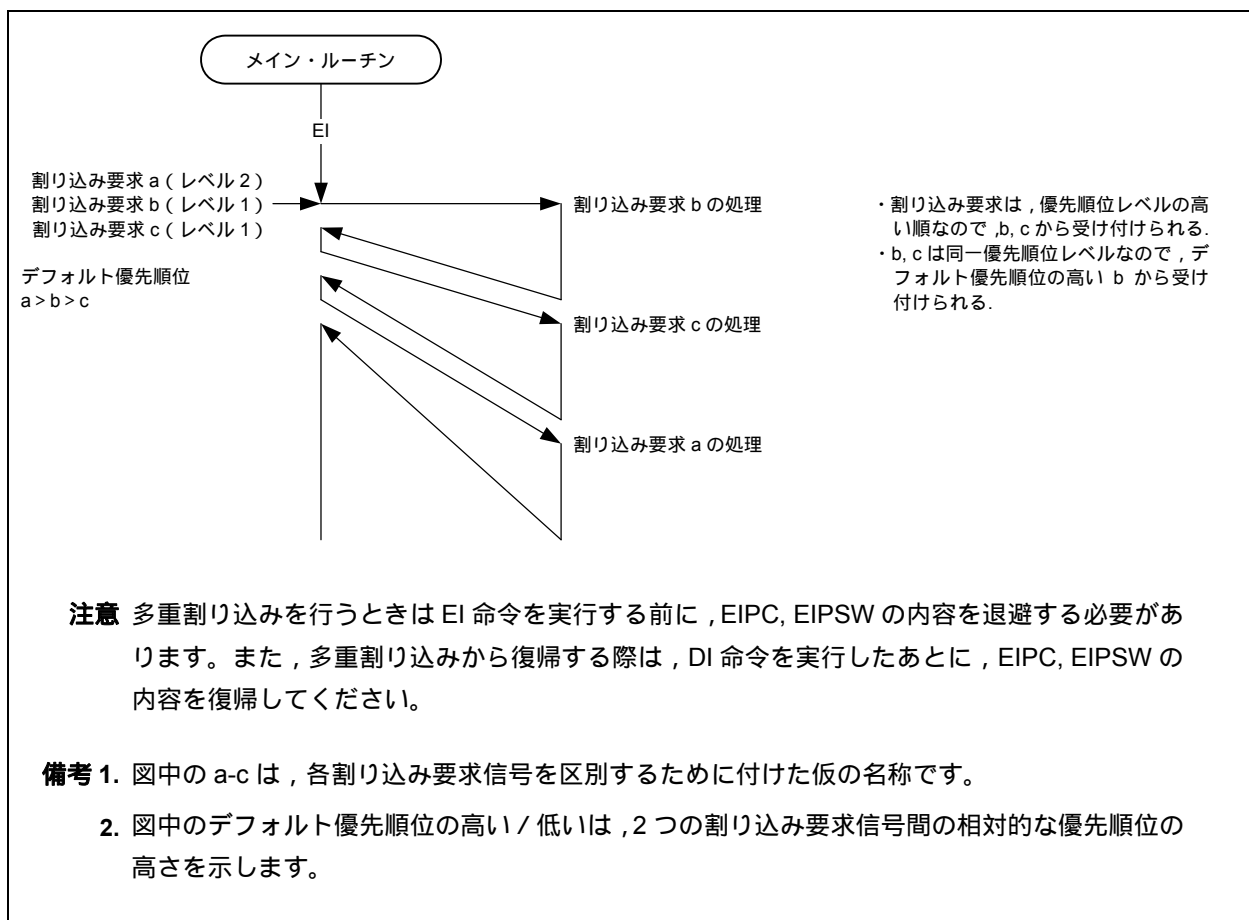 メイン・ルーチン
EI
割り込み要求 a ( レベル 2 )
割り込み要求 b ( レベル 1 )
割り込み要求 c ( レベル 1 )
デフォルト優先順位
a > b > c
割り込み要求 b の処理
割り込み要求 c の処理
割り込み要求 a の処理
・割り込み要求は , 優先順位レベルの高
い順なので ,b, c から受け付けられる.
・b, c は同一優先順位レベルなので , デ
フォルト優先順位の高い b から受け
付けられる.
注意 多重割り込みを行うときは EI 命令を実行する前に , EIPC, EIPSW の内容を退避する必要があ
ります。また , 多重割り込みから復帰する際は , DI 命令を実行したあとに , EIPC, EIPSW の
内容を復帰してください。
備考 1. 図中の a-c は , 各割り込み要求信号を区別するために付けた仮の名称です。
2. 図中のデフォルト優先順位の高い / 低いは , 2 つの割り込み要求信号間の相対的な優先順位の
高さを示します。